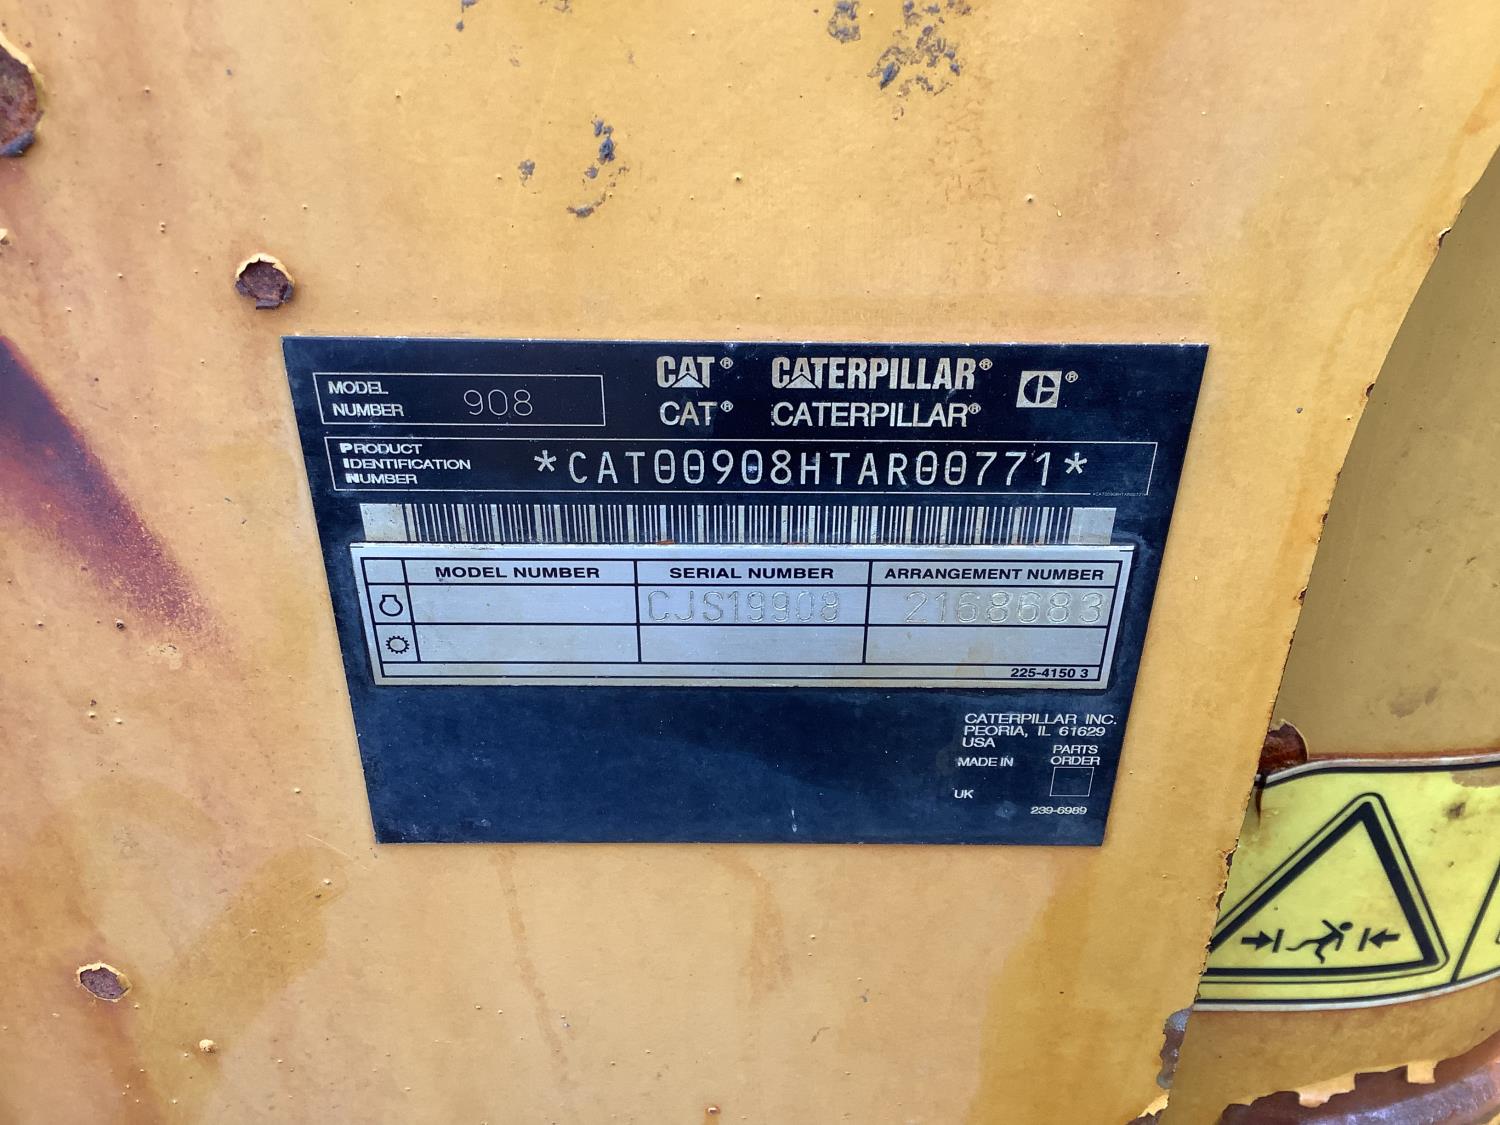 MODEL NUMBER 908
CAT® CATERPILLAR®
CAT® CATERPILLAR®
PRODUCT IDENTIFICATION NUMBER *CAT00908HTAR00771*
*CAT00908HTAR00771*
MODEL NUMBER SERIAL NUMBER ARRANGEMENT NUMBER
CJS19908 2168683
225-4150 3
CATERPILLAR INC.
PEORIA, IL 61629
USA
MADE IN
UK
PARTS ORDER
239-6989